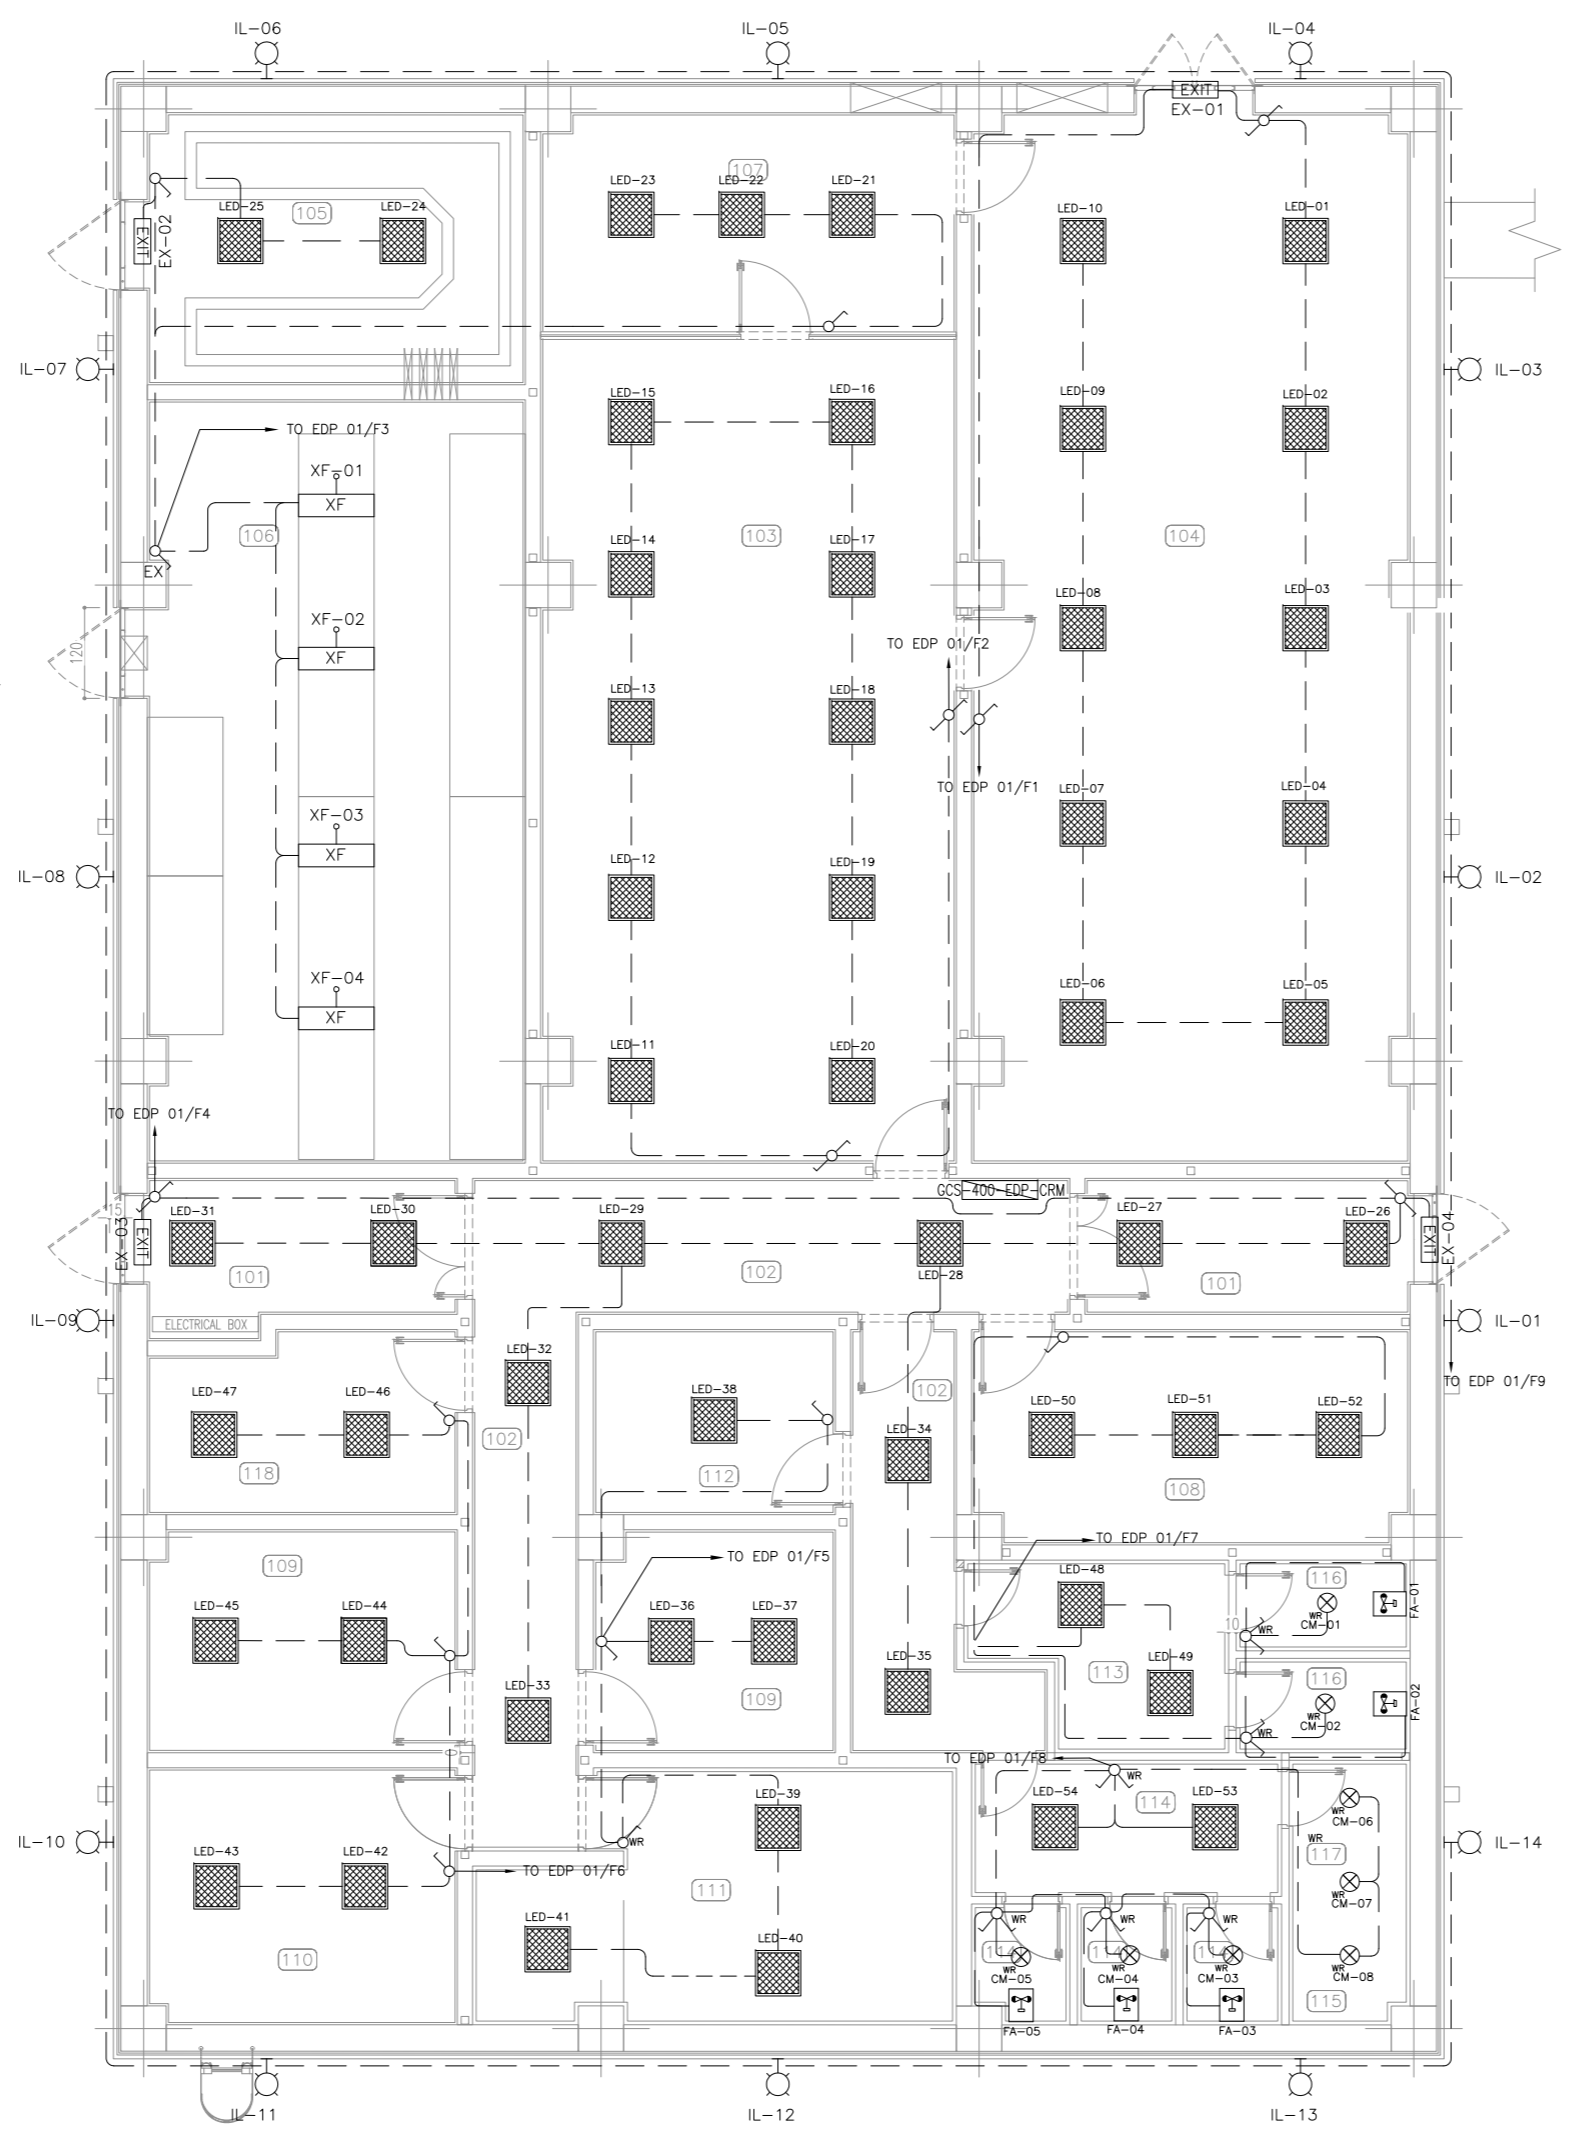 IL-06
IL-05
IL-04
EXIT
EX-01
107
LED-23
LED-22
LED-21
LED-25
105
LED-24
LED-10
LED-01
EXIT
EX-02
IL-07
IL-03
LED-15
LED-16
LED-09
LED-02
TO EDP 01/F3
XF-01
XF
106
103
104
LED-14
LED-17
EX
LED-08
LED-03
XF-02
XF
120
TO EDP 01/F2
LED-13
LED-18
TO EDP 01/F1
LED-07
LED-04
XF-03
XF
LED-12
LED-19
IL-08
IL-02
XF-04
XF
LED-06
LED-05
LED-11
LED-20
TO EDP 01/F4
GCS-400-EDP-CRM
15
LED-31
LED-30
LED-29
LED-27
LED-26
EX-03
EXIT
EXIT
EX-04
LED-28
101
102
101
IL-09
ELECTRICAL BOX
IL-01
LED-32
TO EDP 01/F9
LED-47
LED-46
LED-38
102
LED-50
LED-51
LED-52
102
LED-34
118
112
108
TO EDP 01/F7
TO EDP 01/F5
109
LED-48
116
FA-01
LED-45
LED-44
LED-36
LED-37
WR
CM-01
10
WR
LED-35
LED-49
113
116
LED-33
109
FA-02
WR
CM-02
WR
TO EDP 01/F8
WR
LED-39
LED-54
114
LED-53
WR
CM-06
IL-10
WR
WR
117
IL-14
LED-43
LED-42
TO EDP 01/F6
111
WR
CM-07
LED-41
WR
WR
WR
LED-40
110
WR
CM-05
WR
CM-04
WR
CM-03
WR
CM-08
115
FA-05
FA-04
FA-03
IL-11
IL-12
IL-13